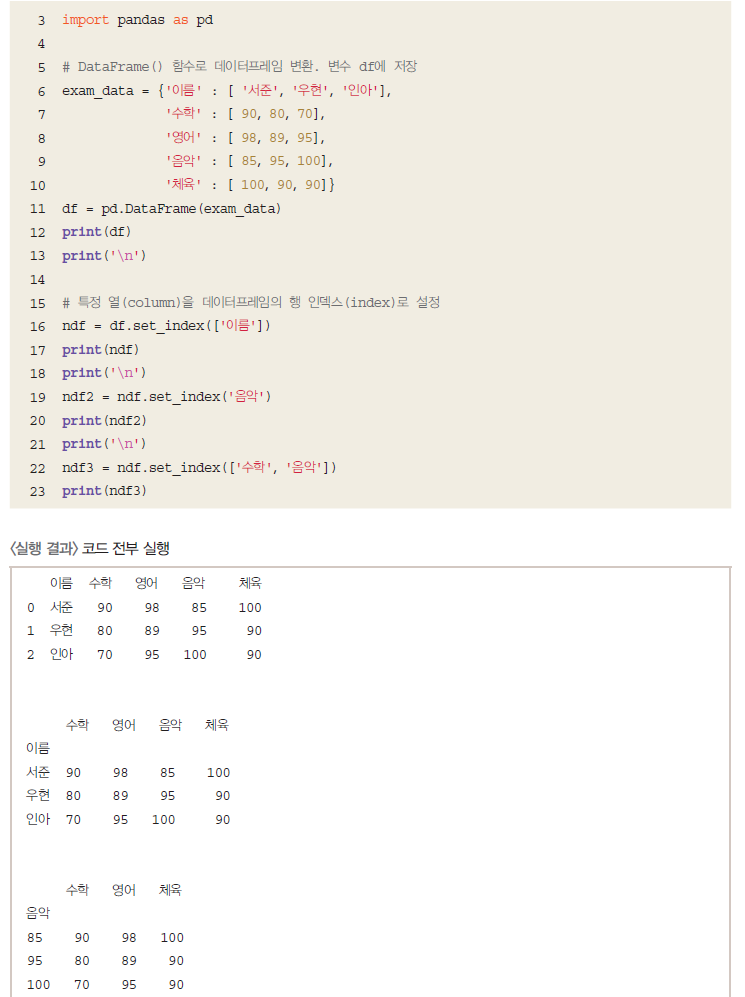 3 import pandas as pd
4
5 # DataFrame() 함수로 데이터프레임 변환. 변수 df에 저장
6 exam_data = {'이름' : [ '서준', '우현', '인아'],
7 '수학' : [ 90, 80, 70],
8 '영어' : [ 98, 89, 95],
9 '음악' : [ 85, 95, 100],
10 '체육' : [ 100, 90, 90]}
11 df = pd.DataFrame(exam_data)
12 print(df)
13 print('\n')
14
15 # 특정 열(column)을 데이터프레임의 행 인덱스(index)로 설정
16 ndf = df.set_index(['이름'])
17 print(ndf)
18 print('\n')
19 ndf2 = ndf.set_index('음악')
20 print(ndf2)
21 print('\n')
22 ndf3 = ndf.set_index(['수학', '음악'])
23 print(ndf3)
〈실행 결과〉 코드 전부 실행
이름 수학 영어 음악 체육
0 서준 90 98 85 100
1 우현 80 89 95 90
2 인아 70 95 100 90
수학 영어 음악 체육
이름
서준 90 98 85 100
우현 80 89 95 90
인아 70 95 100 90
수학 영어 체육
음악
85 90 98 100
95 80 89 90
100 70 95 90